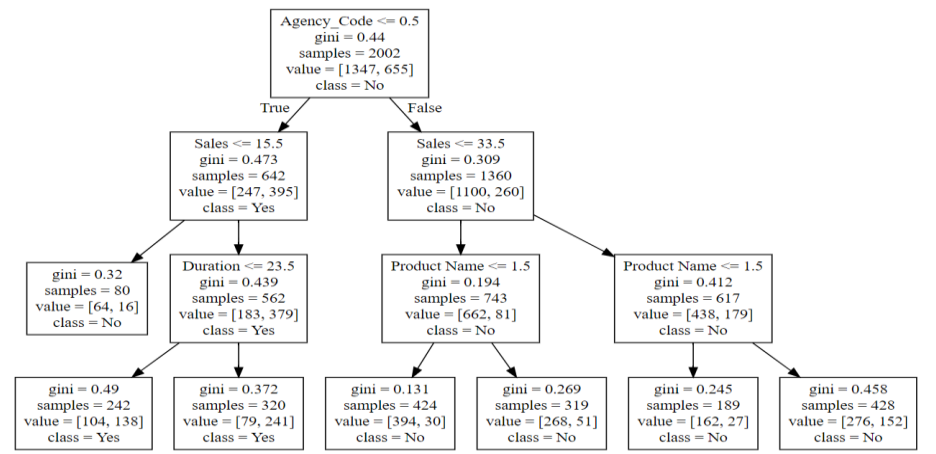 Agency_Code <= 0.5
gini = 0.44
samples = 2002
value = [1347, 655]
class = No
True
False
Sales <= 15.5
gini = 0.473
samples = 642
value = [247, 395]
class = Yes
Sales <= 33.5
gini = 0.309
samples = 1360
value = [1100, 260]
class = No
gini = 0.32
samples = 80
value = [64, 16]
class = No
Duration <= 23.5
gini = 0.439
samples = 562
value = [183, 379]
class = Yes
Product Name <= 1.5
gini = 0.194
samples = 743
value = [662, 81]
class = No
Product Name <= 1.5
gini = 0.412
samples = 617
value = [438, 179]
class = No
gini = 0.49
samples = 242
value = [104, 138]
class = Yes
gini = 0.372
samples = 320
value = [79, 241]
class = Yes
gini = 0.131
samples = 424
value = [394, 30]
class = No
gini = 0.269
samples = 319
value = [268, 51]
class = No
gini = 0.245
samples = 189
value = [162, 27]
class = No
gini = 0.458
samples = 428
value = [276, 152]
class = No